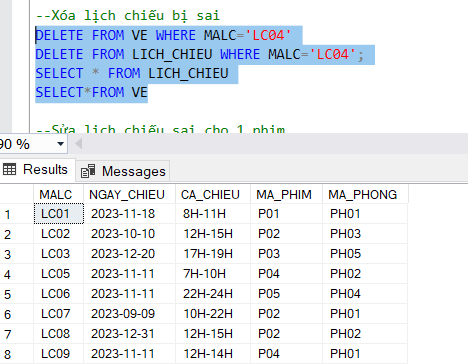 --Xóa lịch chiếu bị sai
DELETE FROM VE WHERE MALC='LC04'
DELETE FROM LICH_CHIEU WHERE MALC='LC04';
SELECT * FROM LICH_CHIEU
SELECT*FROM VE
--Sửa lịch chiếu sai cho 1 phim
90 %
Results Messages
MALC NGAY_CHIEU CA_CHIEU MA_PHIM MA_PHONG
1 LC01 2023-11-18 8H-11H P01 PH01
2 LC02 2023-10-10 12H-15H P02 PH03
3 LC03 2023-12-20 17H-19H P03 PH05
4 LC05 2023-11-11 7H-10H P04 PH02
5 LC06 2023-11-11 22H-24H P05 PH04
6 LC07 2023-09-09 10H-22H P02 PH01
7 LC08 2023-12-31 12H-15H P02 PH02
8 LC09 2023-11-11 12H-14H P04 PH01